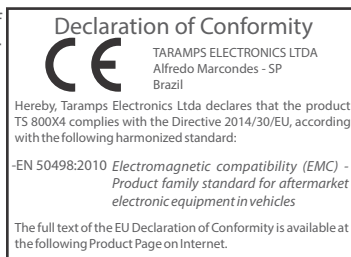 Declaration of Conformity
CE
TARAMPS ELECTRONICS LTDA
Alfredo Marcondes - SP
Brazil
Hereby, Taramps Electronics Ltda declares that the product
TS 800X4 complies with the Directive 2014/30/EU, according
with the following harmonized standard:
-EN 50498:2010 Electromagnetic compatibility (EMC) -
Product family standard for aftermarket
electronic equipment in vehicles
The full text of the EU Declaration of Conformity is available at
the following Product Page on Internet.